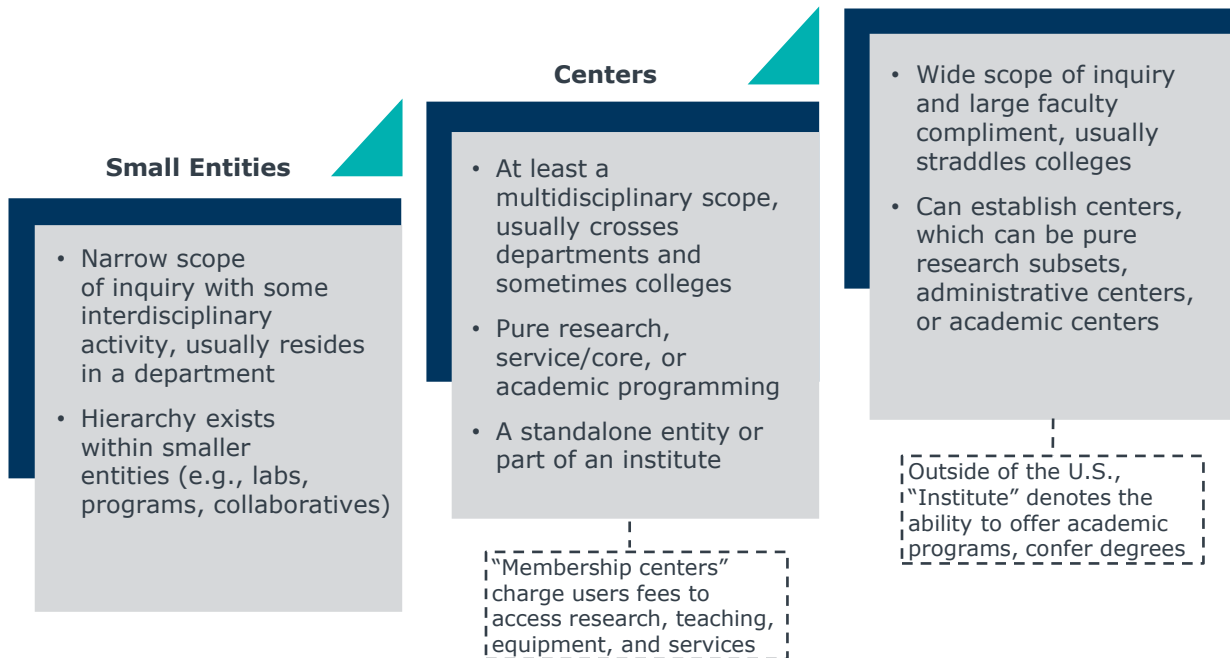 Small Entities
• Narrow scope
of inquiry with some
interdisciplinary
activity, usually resides
in a department
• Hierarchy exists
within smaller
entities (e.g., labs,
programs, collaboratives)
Centers
• At least a
multidisciplinary scope,
usually crosses
departments and
sometimes colleges
• Pure research,
service/core, or
academic programming
• A standalone entity or
part of an institute
"Membership centers"
charge users fees to
access research, teaching,
equipment, and services
• Wide scope of inquiry
and large faculty
compliment, usually
straddles colleges
• Can establish centers,
which can be pure
research subsets,
administrative centers,
or academic centers
Outside of the U.S.,
“Institute” denotes the
ability to offer academic
programs, confer degrees